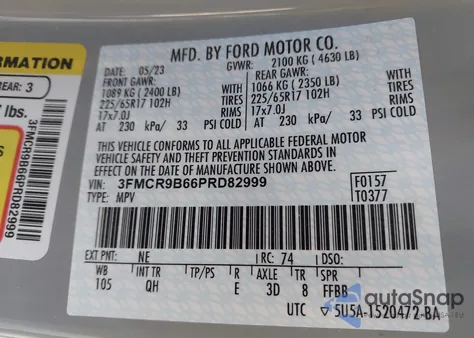 ORMATION
REAR: 3
lbs.
3FMCR9B66PRD82999
MFD. BY FORD MOTOR CO.
DATE: 05/23 GVWR: 2100 KG ( 4630 LB)
FRONT GAWR: REAR GAWR:
1089 KG ( 2400 LB) WITH 1066 KG ( 2350 LB) WITH
225/65R17 102H TIRES 225/65R17 102H TIRES
17x7.0J RIMS 17x7.0J RIMS
AT 230 kPa/ 33 PSI COLD AT 230 kPa/ 33 PSI COLD
THIS VEHICLE CONFORMS TO ALL APPLICABLE FEDERAL MOTOR
VEHICLE SAFETY AND THEFT PREVENTION STANDARDS IN
EFFECT ON THE DATE OF MANUFACTURE SHOWN ABOVE.
VIN: 3FMCR9B66PRD82999 F0157
TYPE: MPV T0377
EXT PNT: NE RC: 74 DSO:
WB INT TR TP/PS R AXLE TR SPR
105 QH E 3D 8 FFBB
UTC ▽ 5U5A-1520472-BA
autoSnap